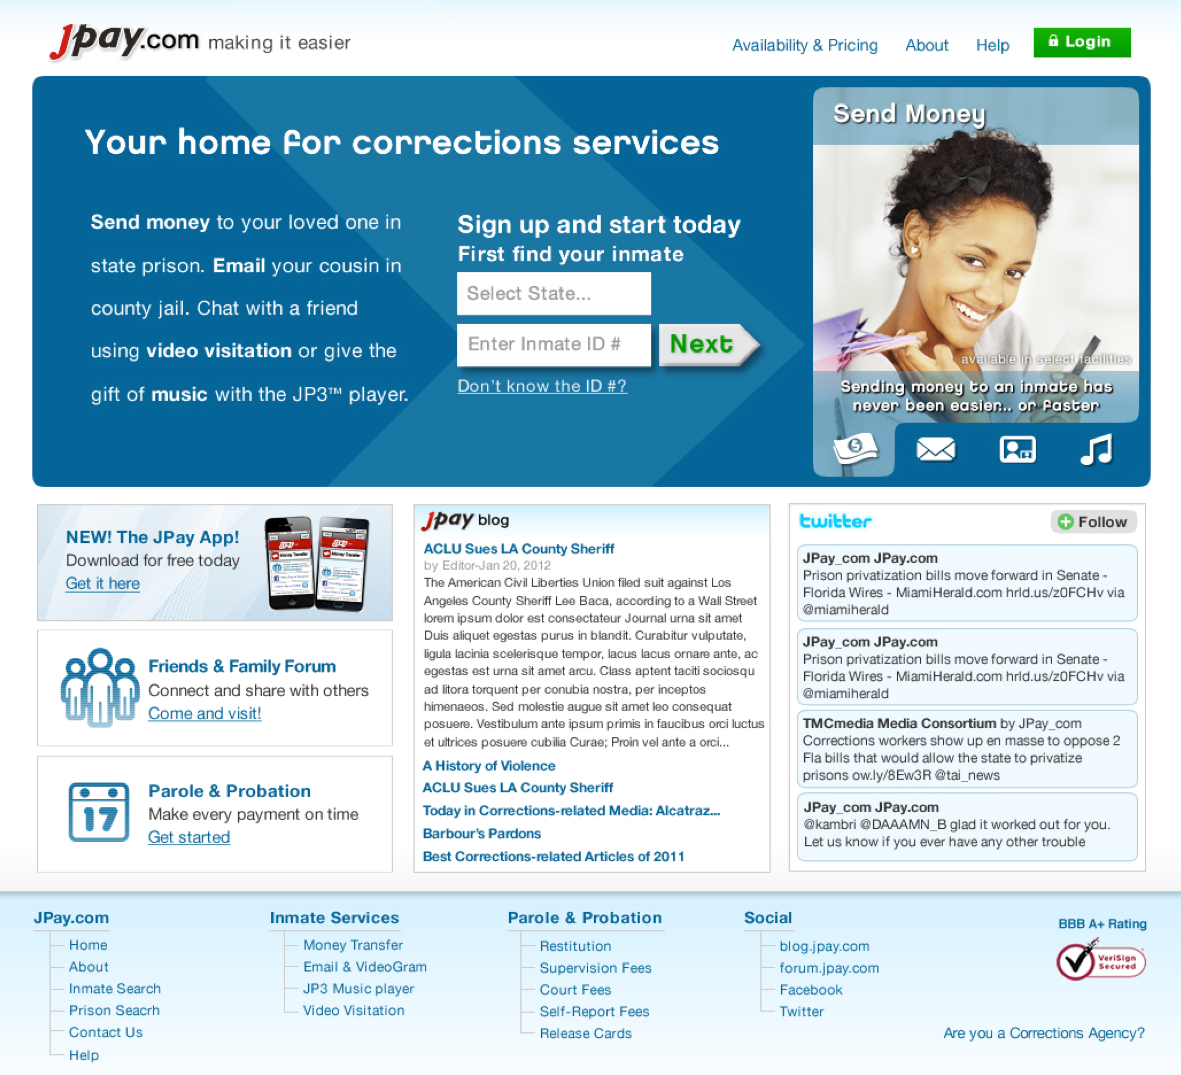 JPay.com making it easier
Availability & Pricing
About
Help
Login
Your home for corrections services
Send money to your loved one in
state prison. Email your cousin in
county jail. Chat with a friend
using video visitation or give the
gift of music with the JP3™ player.
Sign up and start today
First find your inmate
Select State...
Enter Inmate ID #
Next
Don't know the ID #?
Send Money
available in select facilities
Sending money to an inmate has
never been easier... or faster
NEW! The JPay App!
Download for free today
Get it here
Friends & Family Forum
Connect and share with others
Come and visit!
Parole & Probation
17
Make every payment on time
Get started
JPay blog
ACLU Sues LA County Sheriff
by Editor-Jan 20, 2012
The American Civil Liberties Union filed suit against Los
Angeles County Sheriff Lee Baca, according to a Wall Street
lorem ipsum dolor est consectateur Journal urna sit amet
Duis aliquet egestas purus in blandit. Curabitur vulputate,
ligula lacinia scelerisque tempor, lacus lacus ornare ante, ac
egestas est urna sit amet arcu. Class aptent taciti sociosqu
ad litora torquent per conubia nostra, per inceptos
himenaeos. Sed molestie augue sit amet leo consequat
posuere. Vestibulum ante ipsum primis in faucibus orci luctus
et ultrices posuere cubilia Curae; Proin vel ante a orci...
A History of Violence
ACLU Sues LA County Sheriff
Today in Corrections-related Media: Alcatraz...
Barbour's Pardons
Best Corrections-related Articles of 2011
twitter
Follow
JPay_com JPay.com
Prison privatization bills move forward in Senate -
Florida Wires - MiamiHerald.com hrld.us/z0FCHv via
@miamiherald
JPay_com JPay.com
Prison privatization bills move forward in Senate -
Florida Wires - MiamiHerald.com hrld.us/z0FCHv via
@miamiherald
TMCmedia Media Consortium by JPay_com
Corrections workers show up en masse to oppose 2
Fla bills that would allow the state to privatize
prisons ow.ly/8Ew3R @tai_news
JPay_com JPay.com
@kambri @DAAAMN_B glad it worked out for you.
Let us know if you ever have any other trouble
JPay.com
Home
About
Inmate Search
Prison Seacrh
Contact Us
Help
Inmate Services
Money Transfer
Email & VideoGram
JP3 Music player
Video Visitation
Parole & Probation
Restitution
Supervision Fees
Court Fees
Self-Report Fees
Release Cards
Social
blog.jpay.com
forum.jpay.com
Facebook
Twitter
BBB A+ Rating
VeriSign
Secured
Are you a Corrections Agency?